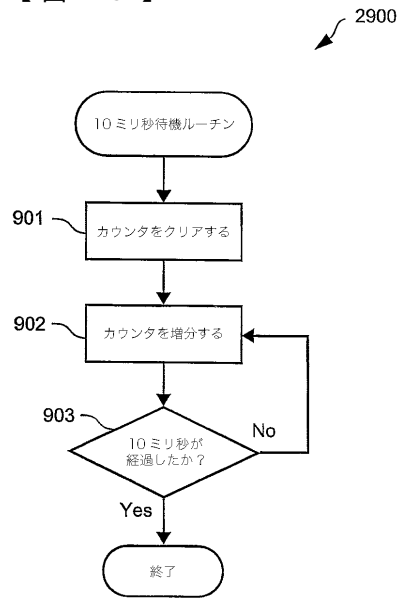 2900
10ミリ秒待機ルーチン
901
カウンタをクリアする
902
カウンタを増分する
903
10ミリ秒が
経過したか?
No
Yes
終了